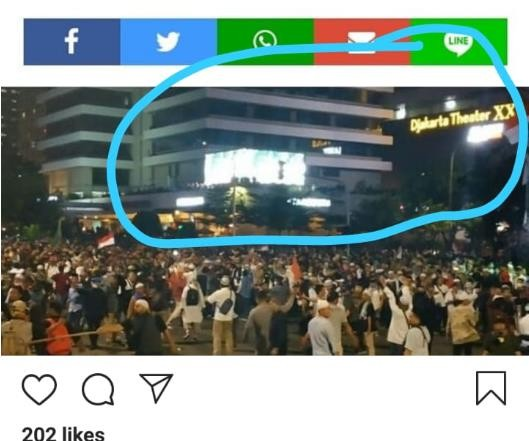 f
LINE
Djakarta Theater XXI
202 likes